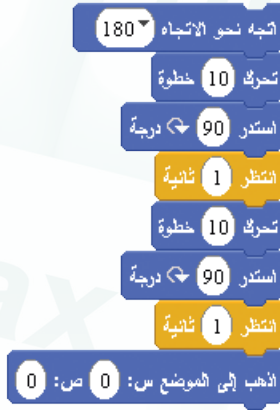 اتجه نحو الاتجاه 180
تحرك 10 خطوة
استدر 90 درجة
انتظر 1 ثانية
تحرك 10 خطوة
استدر 90 درجة
انتظر 1 ثانية
اذهب إلى الموضع س: 0 ص: 0